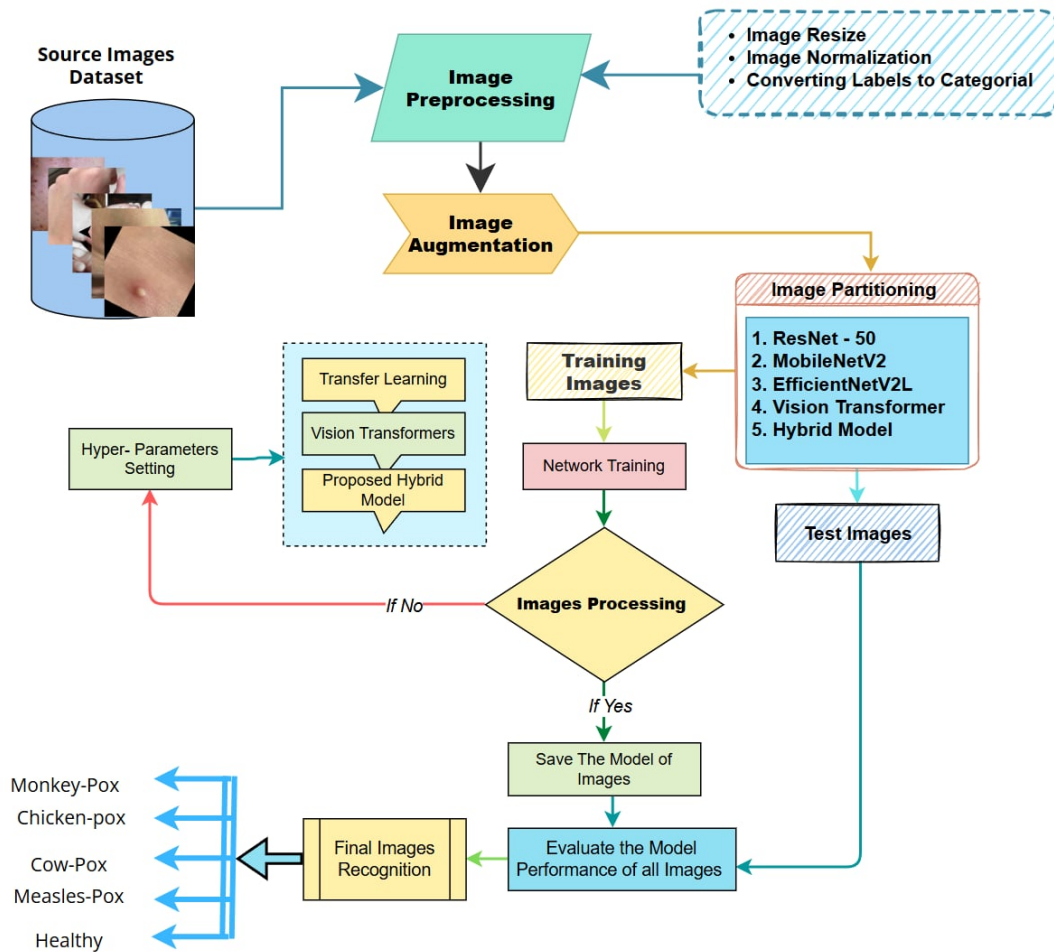 Source Images
Dataset
Image
Preprocessing
• Image Resize
• Image Normalization
• Converting Labels to Categorial
Image
Augmentation
Image Partitioning
1. ResNet - 50
2. MobileNetV2
3. EfficientNetV2L
4. Vision Transformer
5. Hybrid Model
Training
Images
Transfer Learning
Vision Transformers
Proposed Hybrid
Model
Hyper- Parameters
Setting
Network Training
Test Images
Images Processing
If No
If Yes
Save The Model of
Images
Evaluate the Model
Performance of all Images
Final Images
Recognition
Monkey-Pox
Chicken-pox
Cow-Pox
Measles-Pox
Healthy